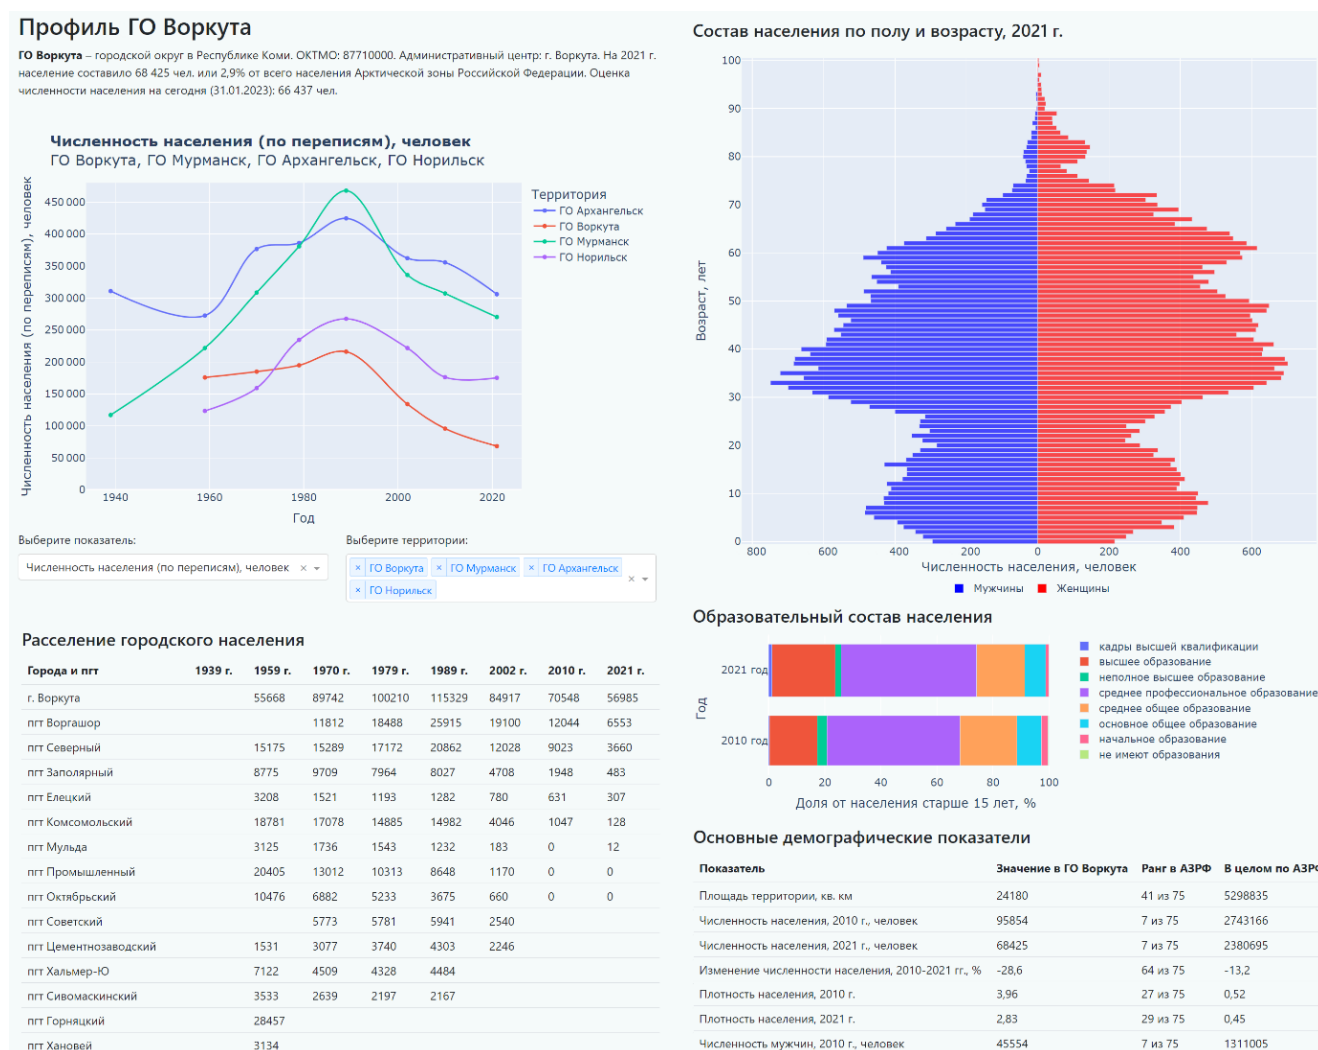 Профиль ГО Воркута
ГО Воркута – городской округ в Республике Коми. ОКТМО: 87710000. Административный центр: г. Воркута. На 2021 г.
население составило 68 425 чел. или 2,9% от всего населения Арктической зоны Российской Федерации. Оценка
численности населения на сегодня (31.01.2023): 66 437 чел.
Численность населения (по переписям), человек
ГО Воркута, ГО Мурманск, ГО Архангельск, ГО Норильск
Численность населения (по переписям), человек
450 000
400 000
350 000
300 000
250 000
200 000
150 000
100 000
50 000
0
1940 1960 1980 2000 2020
Год
Территория
ГО Архангельск
ГО Воркута
ГО Мурманск
ГО Норильск
Выберите показатель:
Численность населения (по переписям), человек ×
Выберите территории:
× ГО Воркута × ГО Мурманск × ГО Архангельск ×
× ГО Норильск
Расселение городского населения
Города и пгт 1939 г. 1959 г. 1970 г. 1979 г. 1989 г. 2002 г. 2010 г. 2021 г.
г. Воркута 55668 89742 100210 115329 84917 70548 56985
пгт Воргашор 11812 18488 25915 19100 12044 6553
пгт Северный 15175 15289 17172 20862 12028 9023 3660
пгт Заполярный 8775 9709 7964 8027 4708 1948 483
пгт Елецкий 3208 1521 1193 1282 780 631 307
пгт Комсомольский 18781 17078 14885 14982 4046 1047 128
пгт Мульда 3125 1736 1543 1232 183 0 12
пгт Промышленный 20405 13012 10313 8648 1170 0 0
пгт Октябрьский 10476 6882 5233 3675 660 0 0
пгт Советский 5773 5781 5941 2540
пгт Цементнозаводский 1531 3077 3740 4303 2246
пгт Хальмер-Ю 7122 4509 4328 4484
пгт Сивомаскинский 3533 2639 2197 2167
пгт Горняцкий 28457
пгт Хановей 3134
Состав населения по полу и возрасту, 2021 г.
Возраст, лет
100
90
80
70
60
50
40
30
20
10
0
800 600 400 200 0 200 400 600
Численность населения, человек
Мужчины Женщины
Образовательный состав населения
Год
2021 год
2010 год
0 20 40 60 80 100
Доля от населения старше 15 лет, %
кадры высшей квалификации
высшее образование
неполное высшее образование
среднее профессиональное образование
среднее общее образование
основное общее образование
начальное образование
не имеют образования
Основные демографические показатели
Показатель Значение в ГО Воркута Ранг в АЗРФ В целом по АЗРФ
Площадь территории, кв. км 24180 41 из 75 5298835
Численность населения, 2010 г., человек 95854 7 из 75 2743166
Численность населения, 2021 г., человек 68425 7 из 75 2380695
Изменение численности населения, 2010-2021 гг., % -28,6 64 из 75 -13,2
Плотность населения, 2010 г. 3,96 27 из 75 0,52
Плотность населения, 2021 г. 2,83 29 из 75 0,45
Численность мужчин, 2010 г., человек 45554 7 из 75 1311005